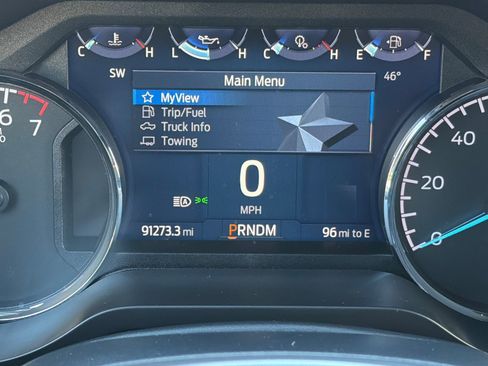 C H L H C H E F
SW
Main Menu
46°
MyView
Trip/Fuel
Truck Info
Towing
6
7
0
MPH
40
20
0
91273.3 mi
PRNDM
96 mi to E